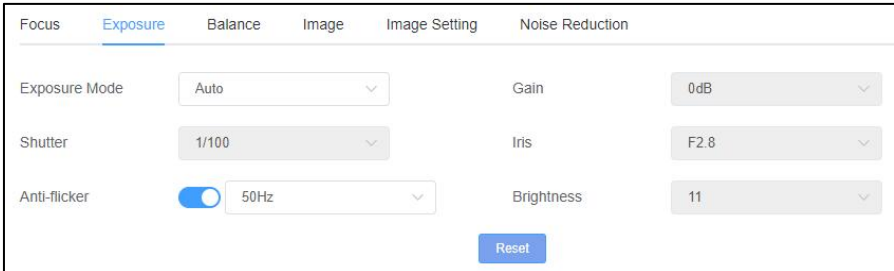 Focus Exposure Balance Image Image Setting Noise Reduction
Exposure Mode Auto Gain 0dB
Shutter 1/100 Iris F2.8
Anti-flicker 50Hz Brightness 11
Reset